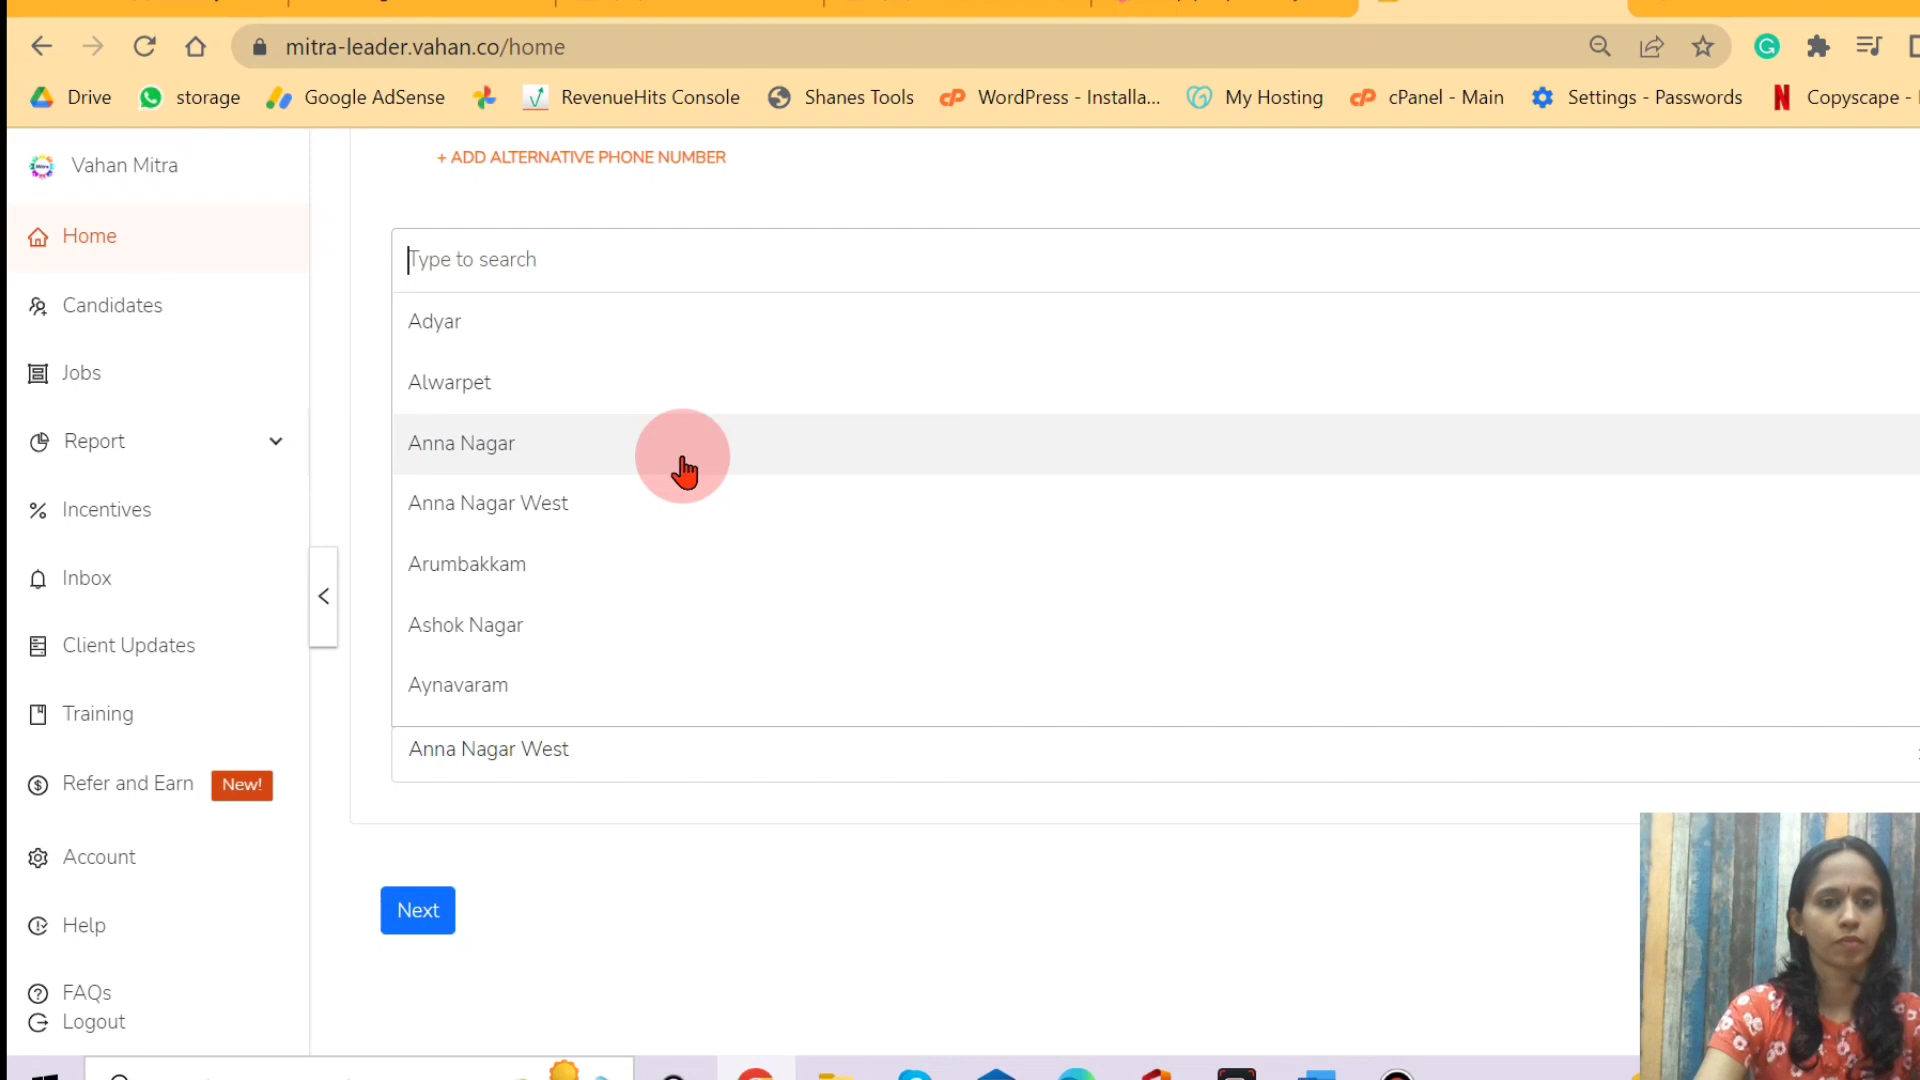 mitra-leader.vahan.co/home
Drive storage Google AdSense RevenueHits Console Shanes Tools WordPress - Installa... My Hosting cPanel - Main Settings - Passwords Copyscape -
Vahan Mitra
Home
Candidates
Jobs
Report
Incentives
Inbox
Client Updates
Training
Refer and Earn New!
Account
Help
FAQs
Logout
+ ADD ALTERNATIVE PHONE NUMBER
Type to search
Adyar
Alwarpet
Anna Nagar
Anna Nagar West
Arumbakkam
Ashok Nagar
Aynavaram
Anna Nagar West
Next